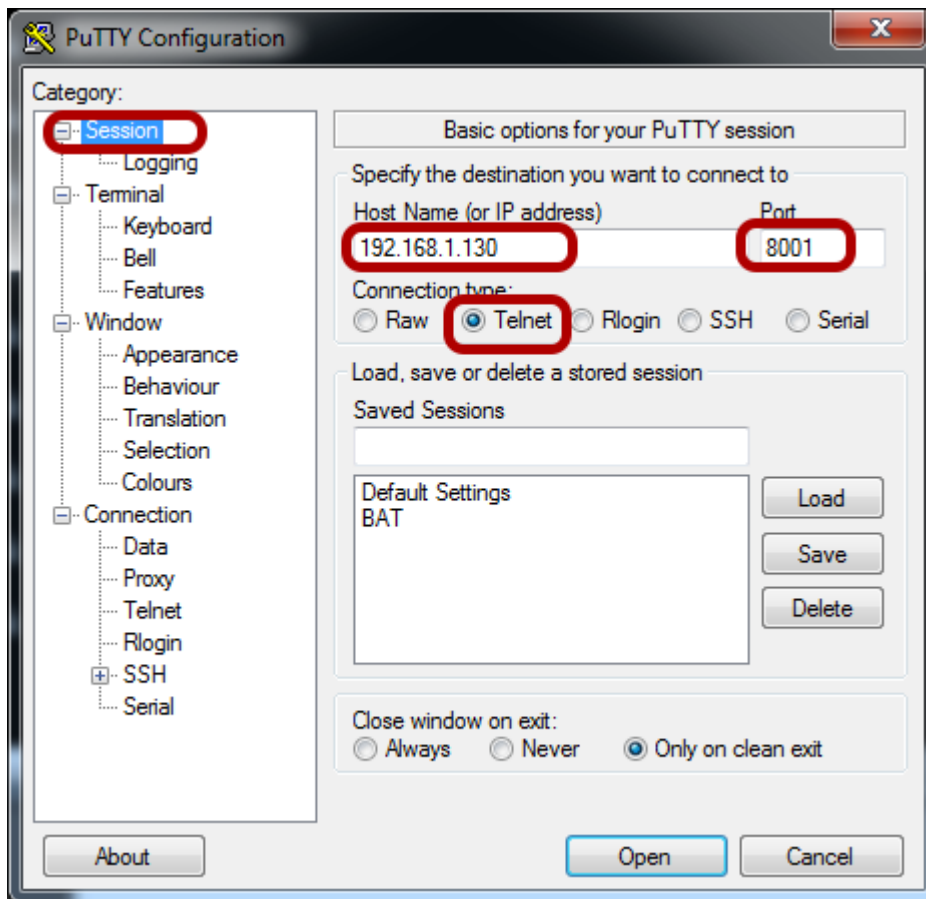 PuTTY Configuration
Category:
Session
Logging
Terminal
Keyboard
Bell
Features
Window
Appearance
Behaviour
Translation
Selection
Colours
Connection
Data
Proxy
Telnet
Rlogin
SSH
Serial
Basic options for your PuTTY session
Specify the destination you want to connect to
Host Name (or IP address) Port
192.168.1.130 8001
Connection type:
Raw Telnet Rlogin SSH Serial
Load, save or delete a stored session
Saved Sessions
Default Settings
BAT
Load
Save
Delete
Close window on exit:
Always Never Only on clean exit
About Open Cancel